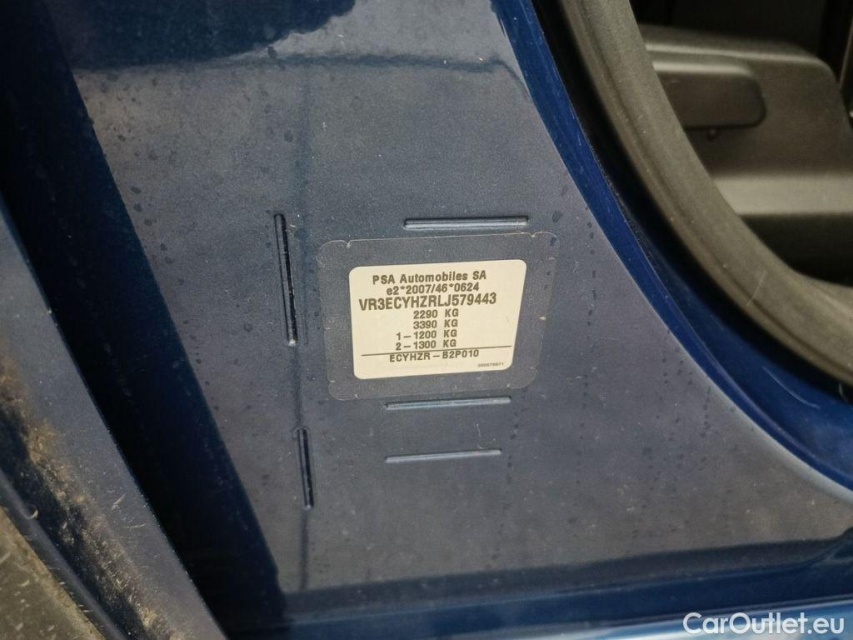 PSA Automobiles SA
e2*2007/46*0624
VR3ECYHZRLJ579443
2290 KG
3390 KG
1-1200 KG
2-1300 KG
ECYHZR-B2P010
CarOutlet.eu